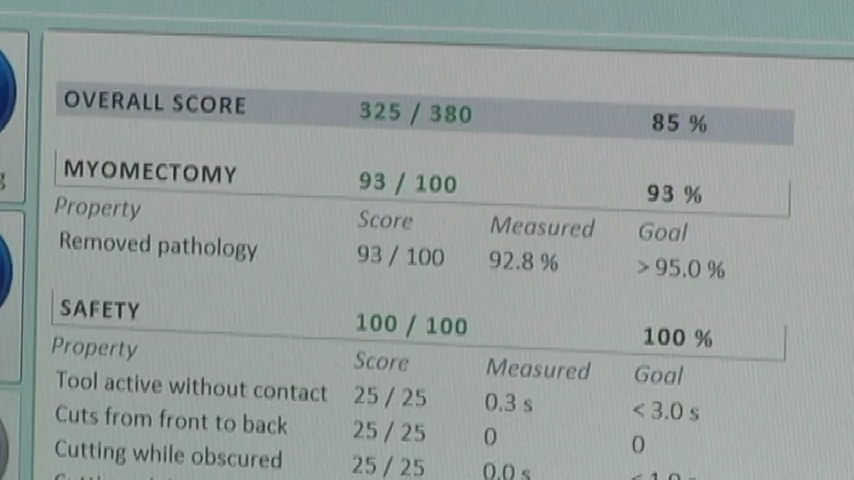 OVERALL SCORE 325 / 380 85 %
MYOMECTOMY 93 / 100 93 %
Property Score Measured Goal
Removed pathology 93 / 100 92.8 % > 95.0 %
SAFETY 100 / 100 100 %
Property Score Measured Goal
Tool active without contact 25 / 25 0.3 s < 3.0 s
Cuts from front to back 25 / 25 0 0
Cutting while obscured 25 / 25 0.0 s